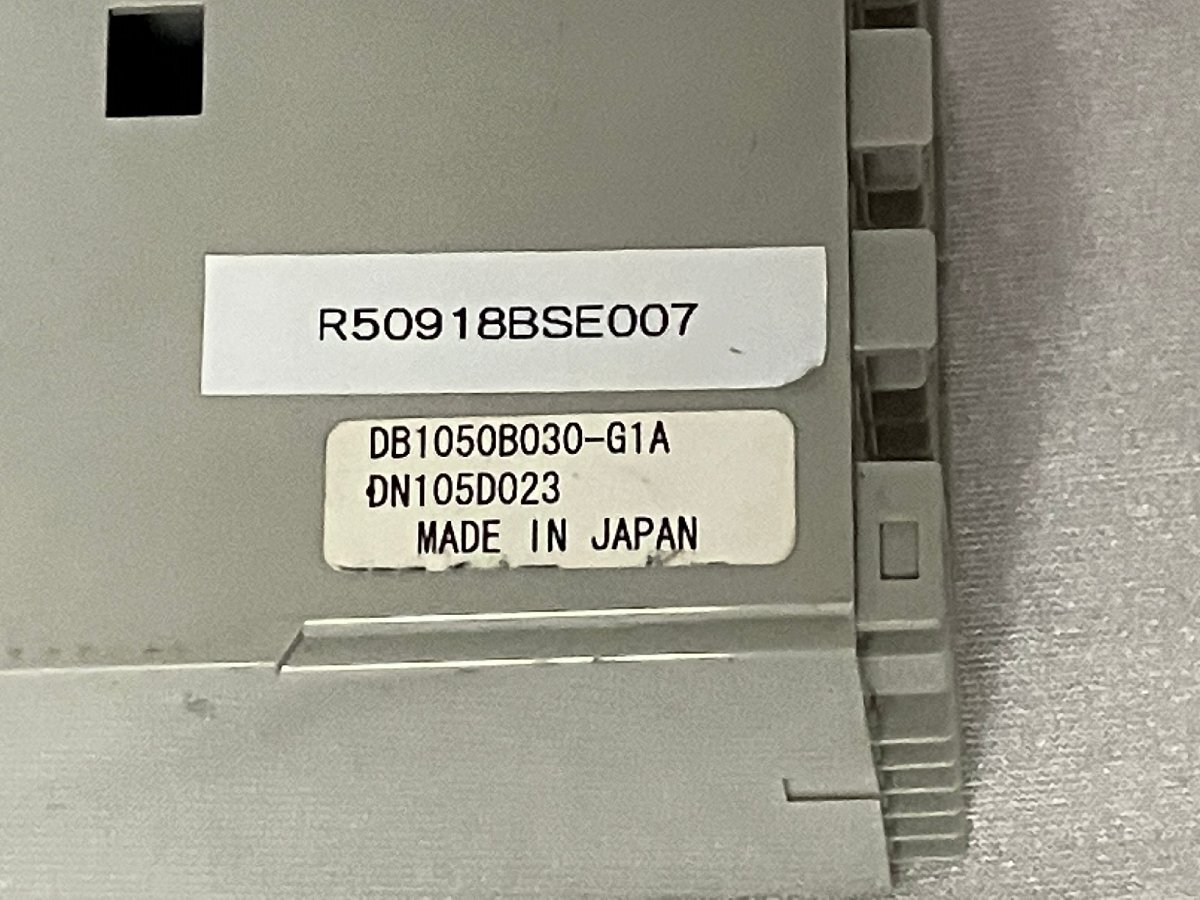 R50918BSE007
DB1050B030-G1A
DN105D023
MADE IN JAPAN